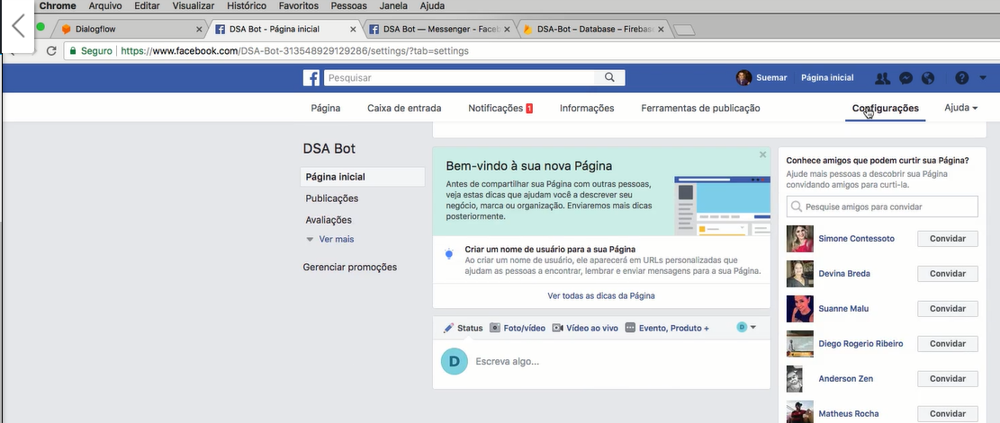 Chrome Arquivo Editar Visualizar Histórico Favoritos Pessoas Janela Ajuda
Dialogflow DSA Bot - Página inicial DSA Bot — Messenger - Faceb DSA-Bot – Database – Firebas
Seguro https://www.facebook.com/DSA-Bot-313548929129286/settings/?tab=settings
Pesquisar Suemar Página inicial
Página Caixa de entrada Notificações 1 Informações Ferramentas de publicação Configurações Ajuda
DSA Bot
Página inicial
Publicações
Avaliações
Ver mais
Gerenciar promoções
Bem-vindo à sua nova Página
Antes de compartilhar sua Página com outras pessoas,
veja estas dicas que ajudam você a descrever seu
negócio, marca ou organização. Enviaremos mais dicas
posteriormente.
Criar um nome de usuário para a sua Página
Ao criar um nome de usuário, ele aparecerá em URLs personalizadas que
ajudam as pessoas a encontrar, lembrar e enviar mensagens para a sua Página.
Ver todas as dicas da Página
Status Foto/vídeo Vídeo ao vivo Evento, Produto + D
D Escreva algo...
Conhece amigos que podem curtir sua Página?
Ajude mais pessoas a descobrir sua Página
convidando amigos para curti-la.
Pesquise amigos para convidar
Simone Contessoto Convidar
Devina Breda Convidar
Suanne Malu Convidar
Diego Rogerio Ribeiro Convidar
Anderson Zen Convidar
Matheus Rocha Convidar